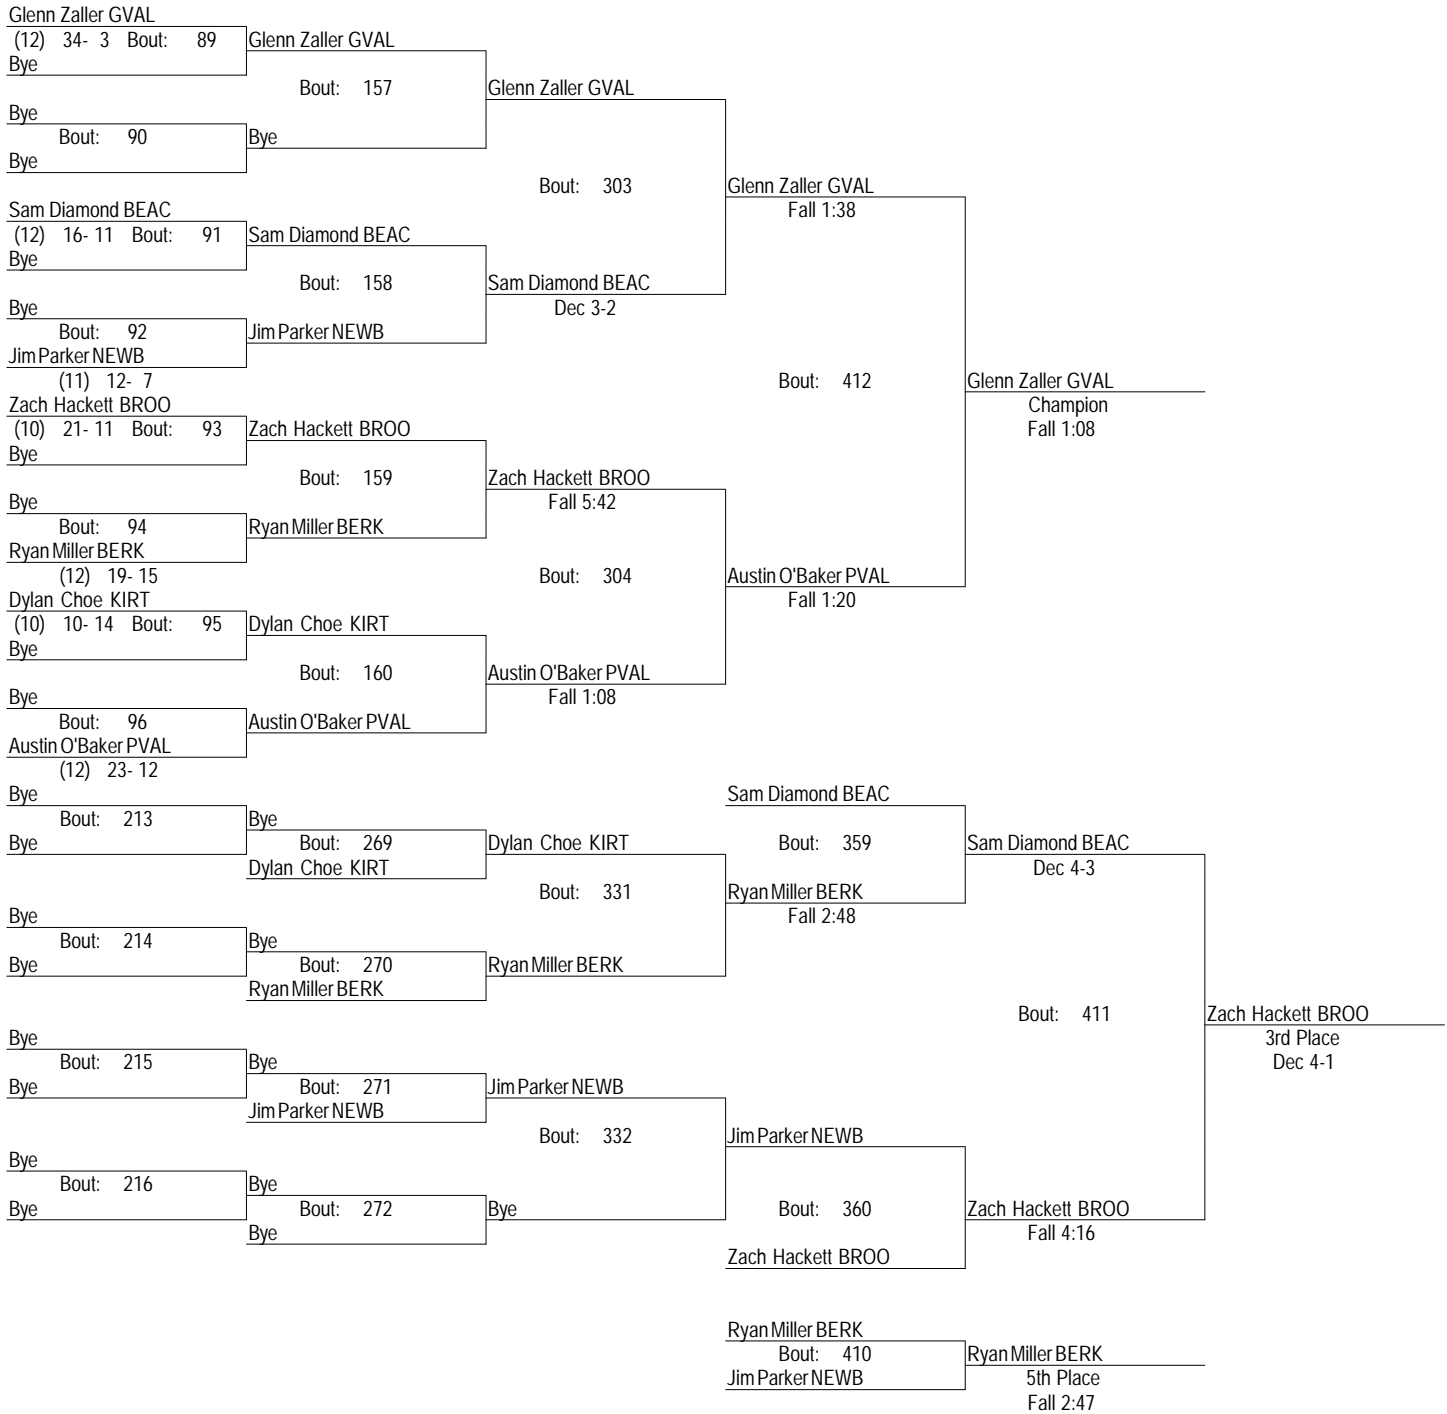 Glenn Zaller GVAL
(12) 34- 3 Bout: 89 Glenn Zaller GVAL
Bye
Bout: 157 Glenn Zaller GVAL
Bye
Bout: 90 Bye
Bye
Bout: 303 Glenn Zaller GVAL
Fall 1:38
Sam Diamond BEAC
(12) 16- 11 Bout: 91 Sam Diamond BEAC
Bye
Bout: 158 Sam Diamond BEAC
Bye Dec 3-2
Bout: 92 Jim Parker NEWB
Jim Parker NEWB
(11) 12- 7 Bout: 412 Glenn Zaller GVAL
Zach Hackett BROO Champion
(10) 21- 11 Bout: 93 Zach Hackett BROO Fall 1:08
Bye
Bout: 159 Zach Hackett BROO
Bye Fall 5:42
Bout: 94 Ryan Miller BERK
Ryan Miller BERK
(12) 19- 15 Bout: 304 Austin O'Baker PVAL
Dylan Choe KIRT Fall 1:20
(10) 10- 14 Bout: 95 Dylan Choe KIRT
Bye
Bout: 160 Austin O'Baker PVAL
Bye Fall 1:08
Bout: 96 Austin O'Baker PVAL
Austin O'Baker PVAL
(12) 23- 12
Bye Sam Diamond BEAC
Bout: 213 Bye
Bye Bout: 269 Dylan Choe KIRT Bout: 359 Sam Diamond BEAC
Dylan Choe KIRT Dec 4-3
Bout: 331 Ryan Miller BERK
Bye Fall 2:48
Bout: 214 Bye
Bye Bout: 270 Ryan Miller BERK
Ryan Miller BERK
Bout: 411 Zach Hackett BROO
Bye 3rd Place
Bout: 215 Bye Dec 4-1
Bye Bout: 271 Jim Parker NEWB
Jim Parker NEWB
Bout: 332 Jim Parker NEWB
Bye
Bout: 216 Bye
Bye Bout: 272 Bye Bout: 360 Zach Hackett BROO
Bye Fall 4:16
Zach Hackett BROO
Ryan Miller BERK
Bout: 410 Ryan Miller BERK
Jim Parker NEWB 5th Place
Fall 2:47